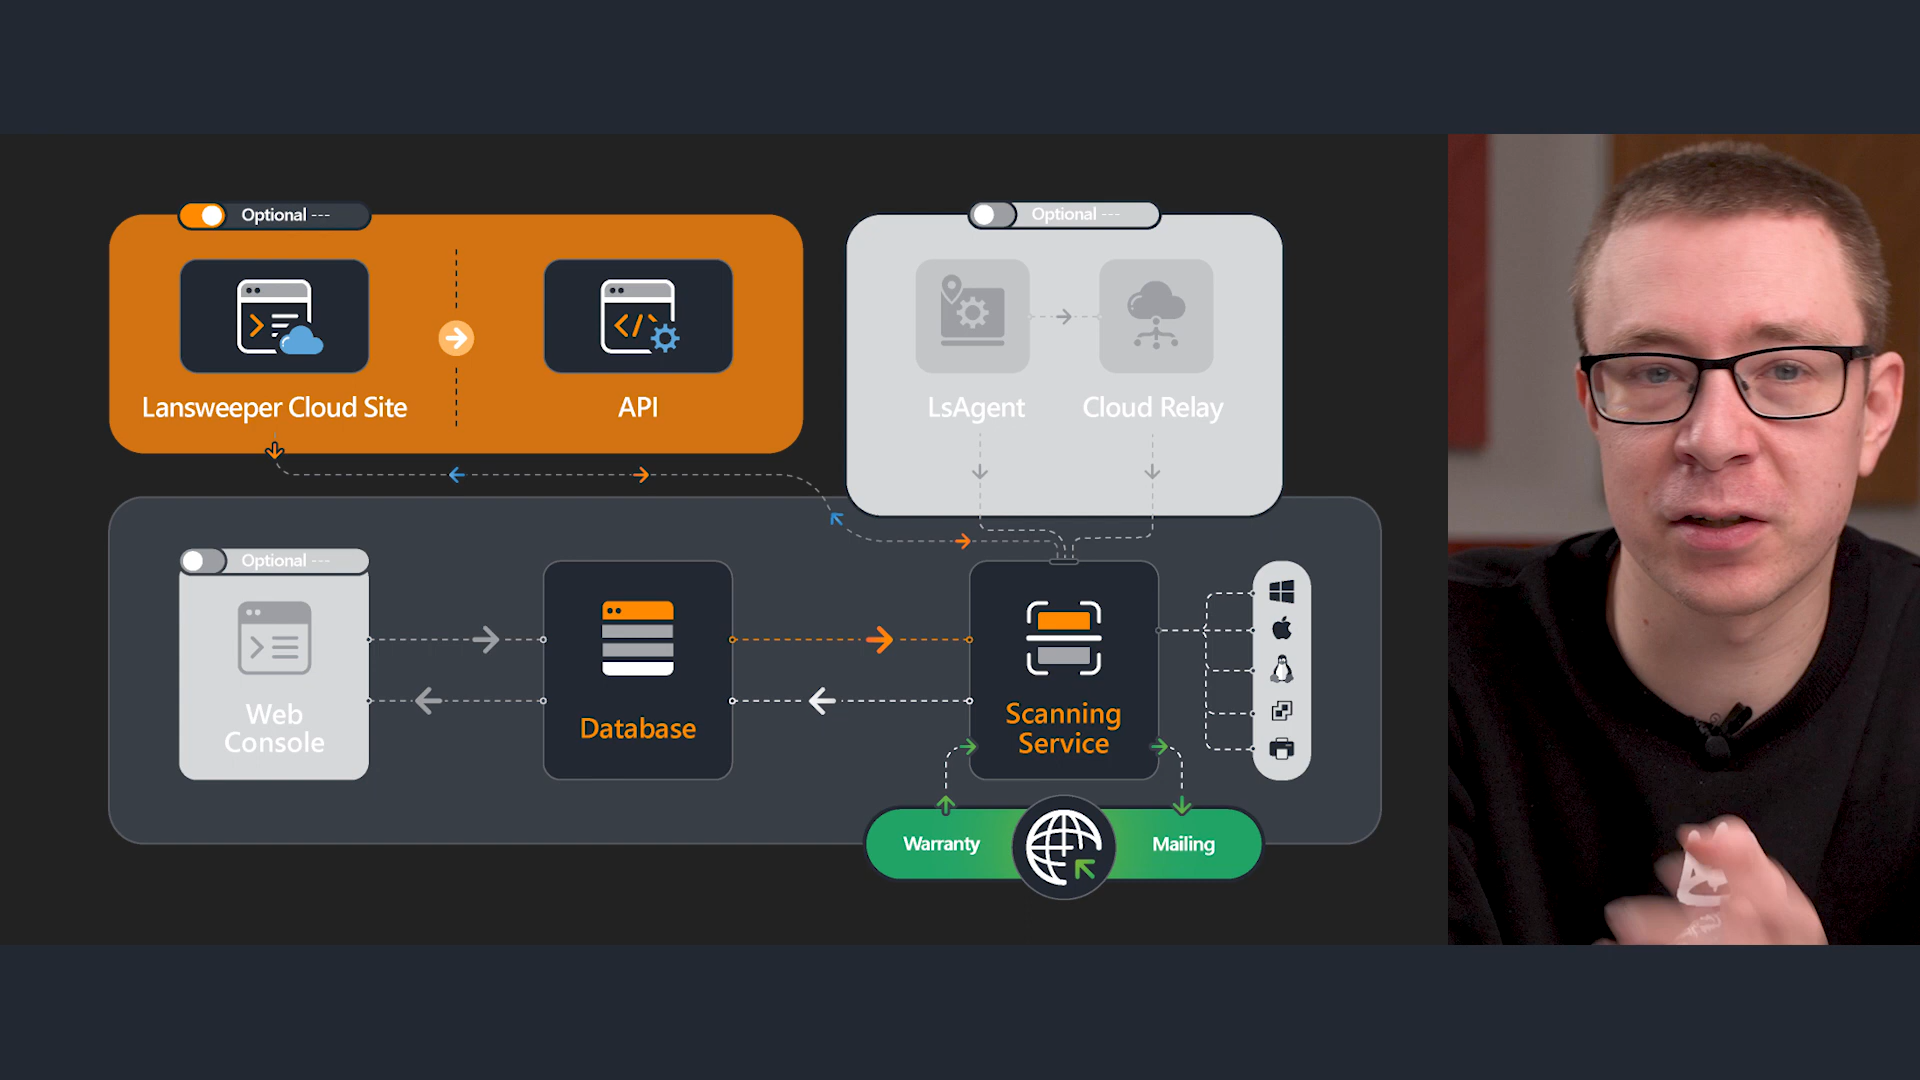 Optional ---
Optional ---
Lansweeper Cloud Site
API
LsAgent
Cloud Relay
Optional ---
Web
Console
Database
Scanning
Service
Warranty
Mailing